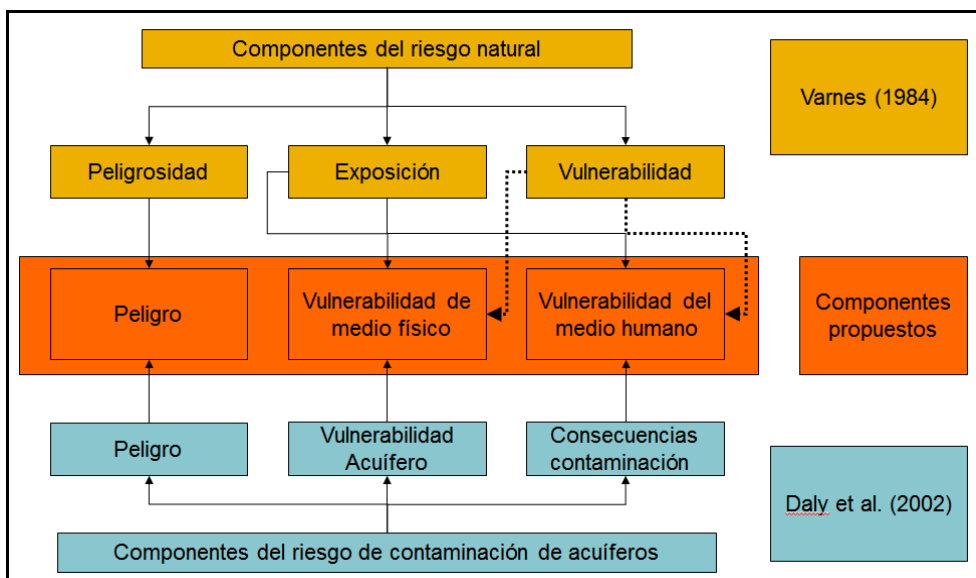 Componentes del riesgo natural
Varnes (1984)
Peligrosidad
Exposición
Vulnerabilidad
Peligro
Vulnerabilidad de
medio físico
Vulnerabilidad del
medio humano
Componentes
propuestos
Peligro
Vulnerabilidad
Acuífero
Consecuencias
contaminación
Daly et al. (2002)
Componentes del riesgo de contaminación de acuíferos